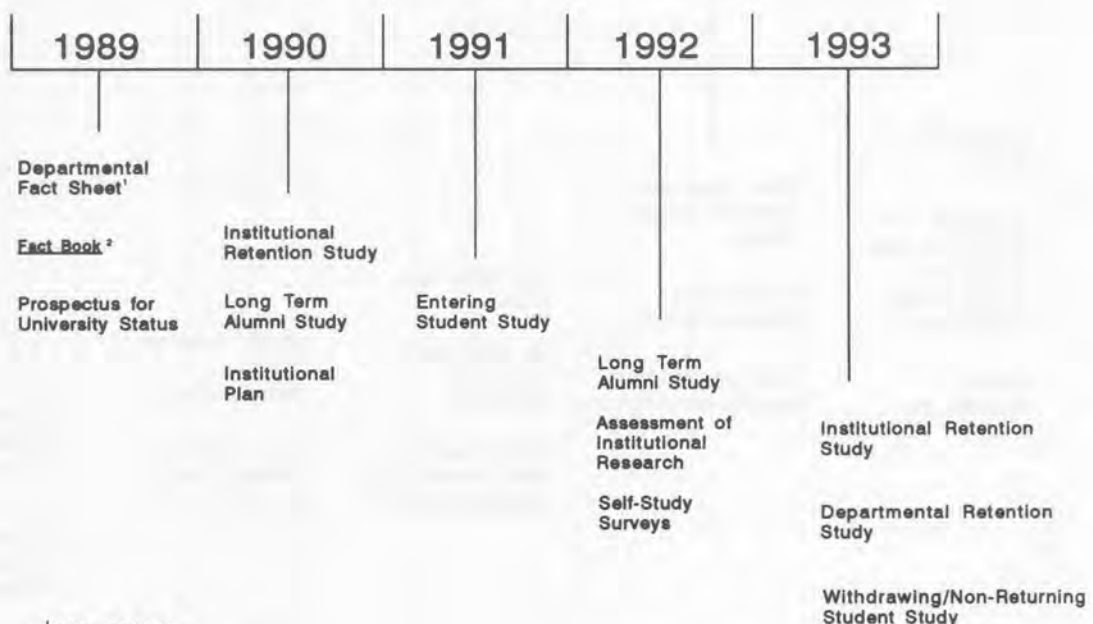 1989 1990 1991 1992 1993
Departmental
Fact Sheet¹
Fact Book ²
Prospectus for
University Status
Institutional
Retention Study
Long Term
Alumni Study
Institutional
Plan
Entering
Student Study
Long Term
Alumni Study
Assessment of
Institutional
Research
Self-Study
Surveys
Institutional Retention
Study
Departmental Retention
Study
Withdrawing/Non-Returning
Student Study